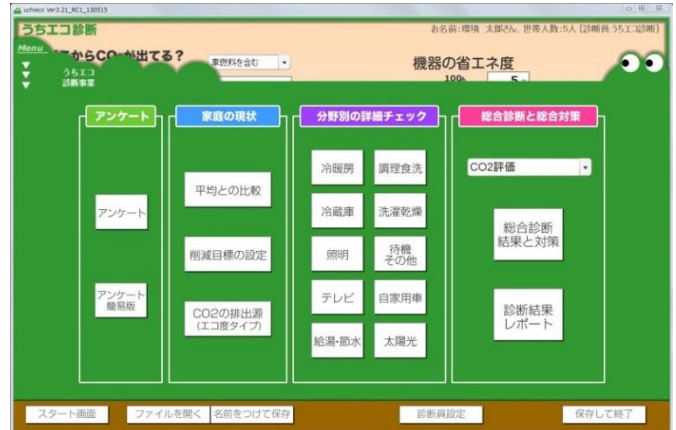 uchieco Ver3.21_RC1_130515
うちエコ診断
お名前:環境 太郎さん、世帯人数:5人 [診断員:うちエコ診断]
Menu
からCO₂が出てる?
車燃料を含む
機器の省エネ度
100%
5
▼ うちエコ
▼ 診断事業
▼
アンケート
アンケート
アンケート
簡易版
家庭の現状
平均との比較
削減目標の設定
CO2の排出源
(エコ度タイプ)
分野別の詳細チェック
冷暖房
調理食洗
冷蔵庫
洗濯乾燥
照明
待機
その他
テレビ
自家用車
給湯・節水
太陽光
総合診断と総合対策
CO2評価
総合診断
結果と対策
診断結果
レポート
スタート画面
ファイルを開く
名前をつけて保存
診断員設定
保存して終了